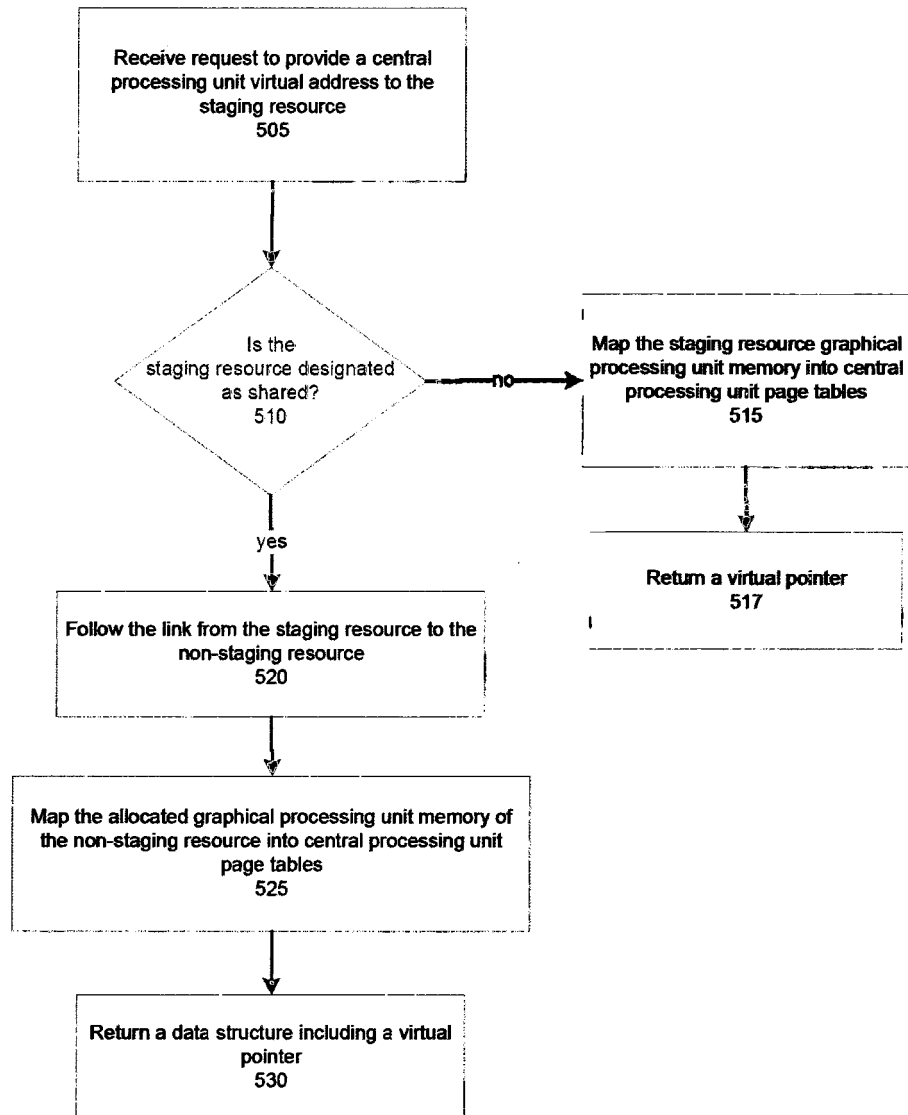 Receive request to provide a central
processing unit virtual address to the
staging resource
505
Is the
staging resource designated
as shared?
510
no
Map the staging resource graphical
processing unit memory into central
processing unit page tables
515
yes
Return a virtual pointer
517
Follow the link from the staging resource to the
non-staging resource
520
Map the allocated graphical processing unit memory of
the non-staging resource into central processing unit
page tables
525
Return a data structure including a virtual
pointer
530